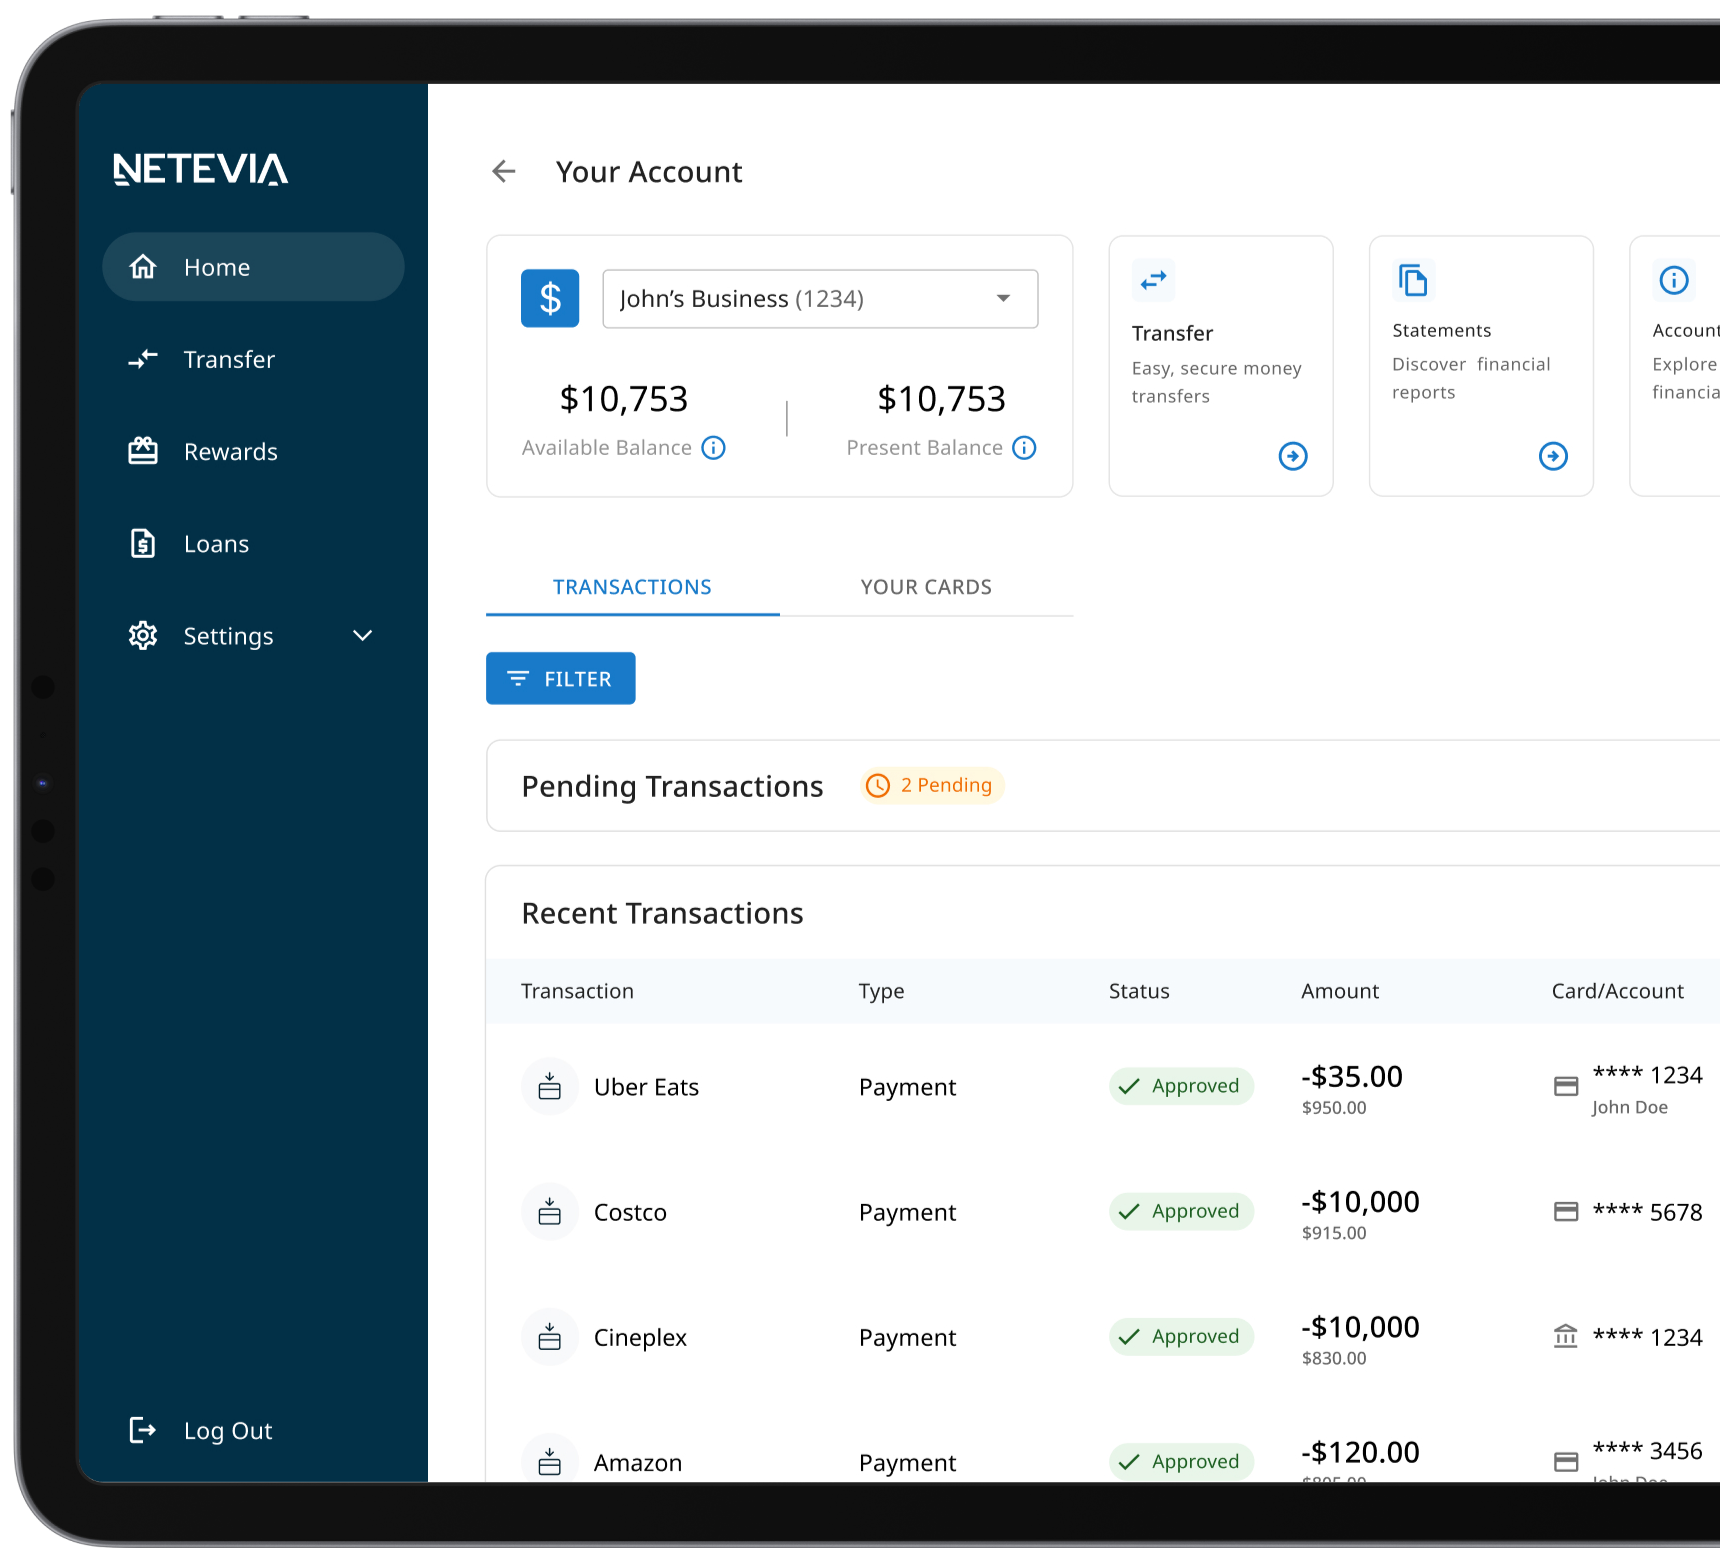 NETEVIA
Home
Transfer
Rewards
Loans
Settings
Log Out
Your Account
$
John’s Business (1234)
$10,753
Available Balance
$10,753
Present Balance
Transfer
Easy, secure money
transfers
Statements
Discover financial
reports
Account
Explore
financia
TRANSACTIONS
YOUR CARDS
FILTER
Pending Transactions
2 Pending
Recent Transactions
Transaction Type Status Amount Card/Account
Uber Eats Payment Approved -$35.00 **** 1234
$950.00 John Doe
Costco Payment Approved -$10,000 **** 5678
$915.00
Cineplex Payment Approved -$10,000 **** 1234
$830.00
Amazon Payment Approved -$120.00 **** 3456
John Doe